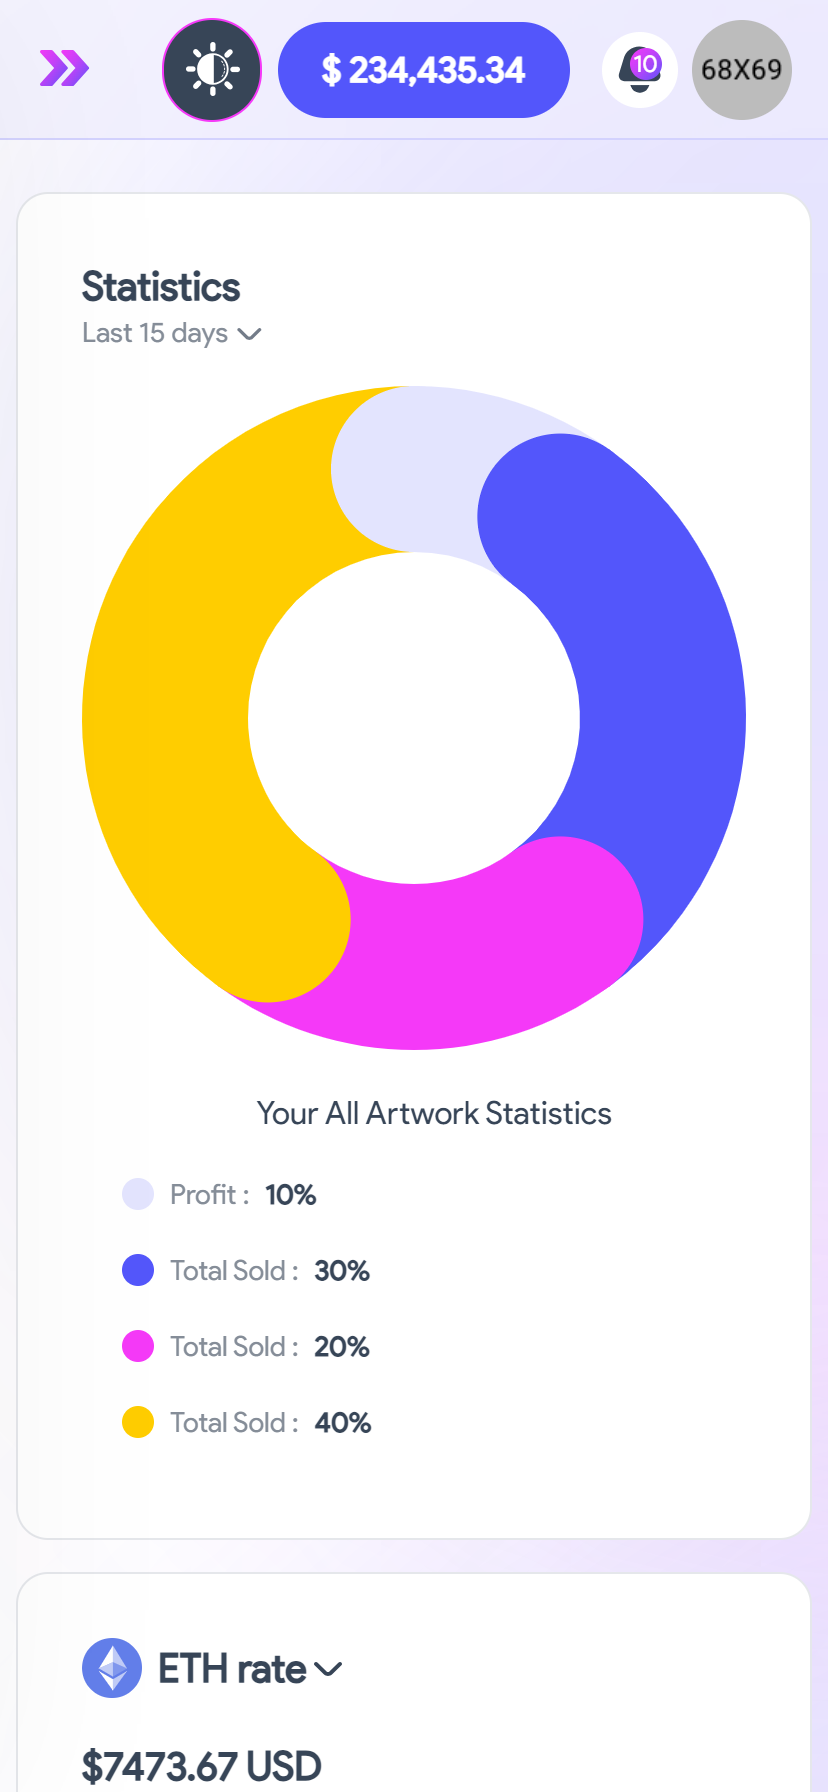 $ 234,435.34
10
68X69
Statistics
Last 15 days
Your All Artwork Statistics
Profit : 10%
Total Sold : 30%
Total Sold : 20%
Total Sold : 40%
ETH rate
$7473.67 USD